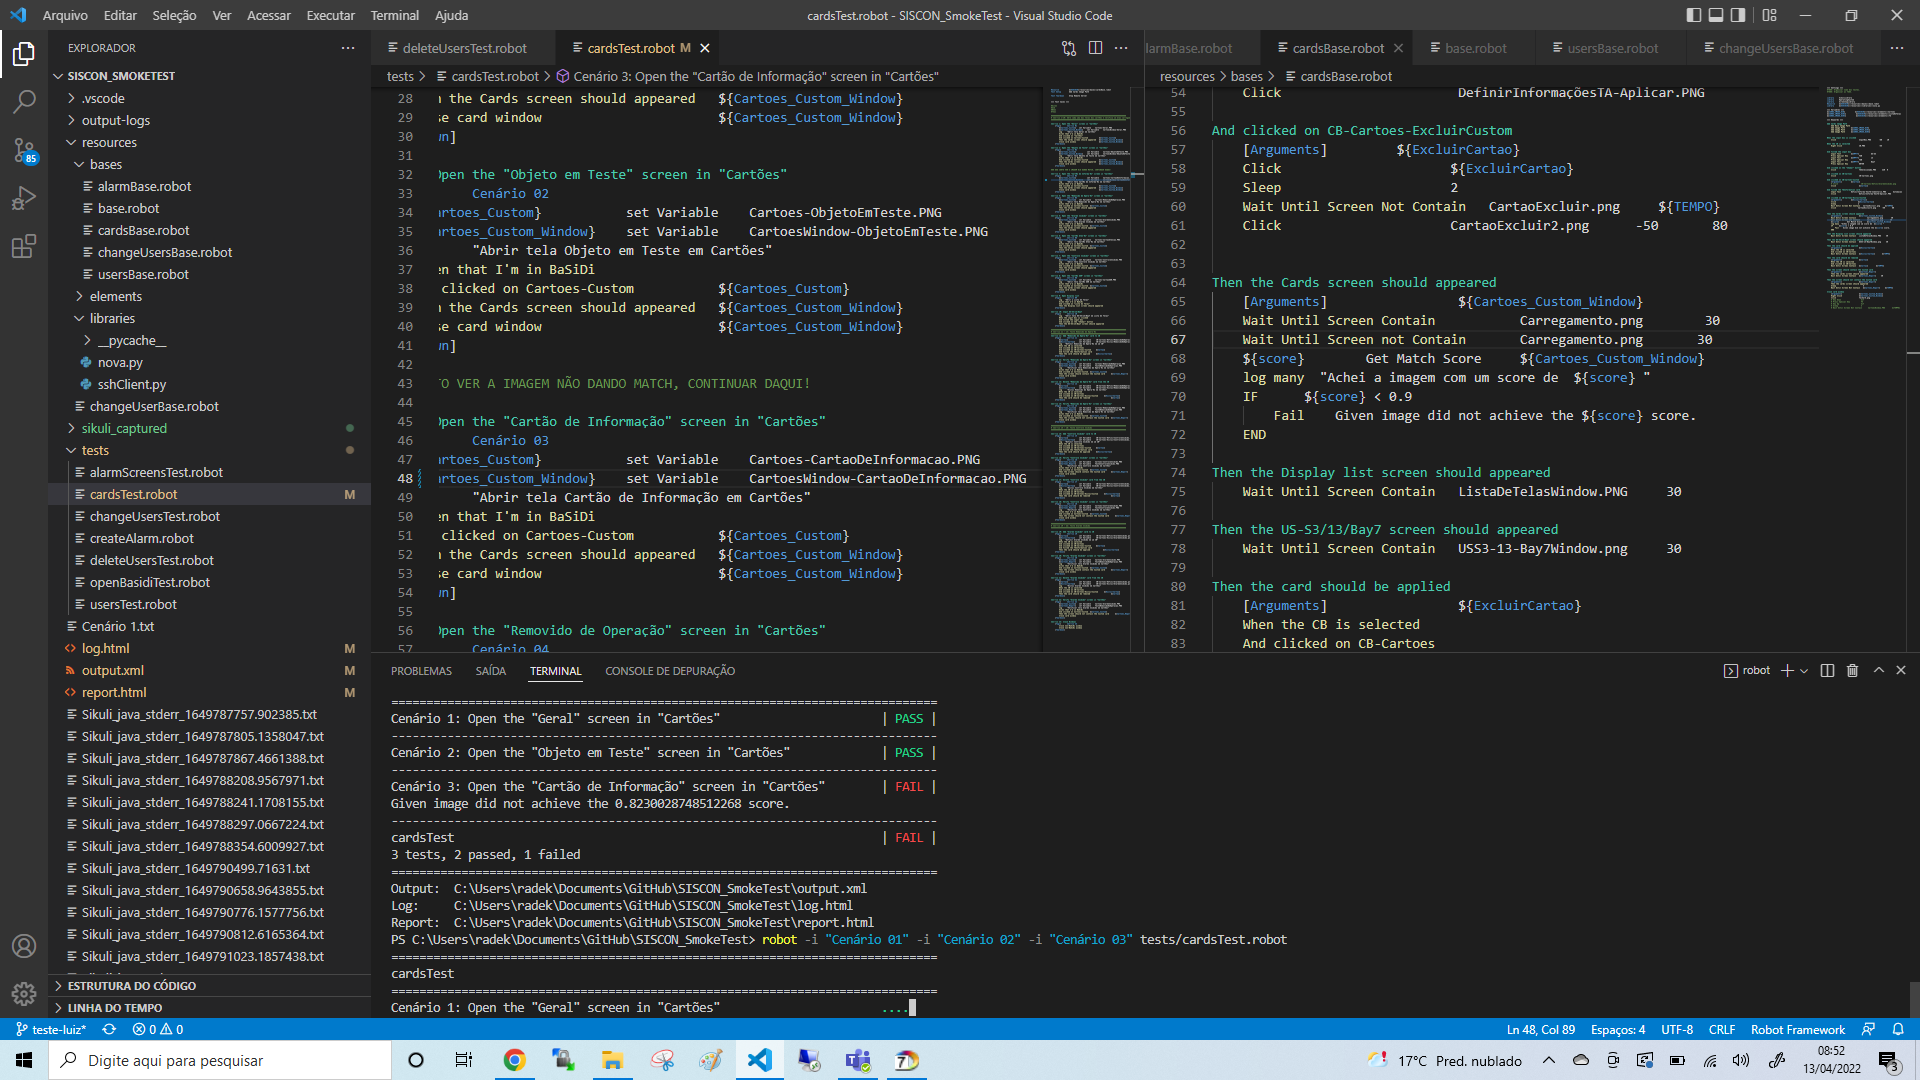 Arquivo Editar Seleção Ver Acessar Executar Terminal Ajuda
cardsTest.robot - SISCON_SmokeTest - Visual Studio Code
EXPLORADOR
SISCON_SMOKETEST
.vscode
output-logs
resources
bases
alarmBase.robot
base.robot
cardsBase.robot
changeUsersBase.robot
usersBase.robot
elements
libraries
__pycache__
nova.py
sshClient.py
changeUserBase.robot
sikuli_captured
tests
alarmScreensTest.robot
cardsTest.robot M
changeUsersTest.robot
createAlarm.robot
deleteUsersTest.robot
openBasidiTest.robot
usersTest.robot
Cenário 1.txt
log.html M
output.xml M
report.html M
Sikuli_java_stderr_1649787757.902385.txt
Sikuli_java_stderr_1649787805.1358047.txt
Sikuli_java_stderr_1649787867.4661388.txt
Sikuli_java_stderr_1649788208.9567971.txt
Sikuli_java_stderr_1649788241.1708155.txt
Sikuli_java_stderr_1649788297.0667224.txt
Sikuli_java_stderr_1649788354.6009927.txt
Sikuli_java_stderr_1649790499.71631.txt
Sikuli_java_stderr_1649790658.9643855.txt
Sikuli_java_stderr_1649790776.1577756.txt
Sikuli_java_stderr_1649790812.6165364.txt
Sikuli_java_stderr_1649791023.1857438.txt
ESTRUTURA DO CÓDIGO
LINHA DO TEMPO
85
deleteUsersTest.robot cardsTest.robot M
tests > cardsTest.robot > Cenário 3: Open the "Cartão de Informação" screen in "Cartões"
28 n the Cards screen should appeared ${Cartoes_Custom_Window}
29 se card window ${Cartoes_Custom_Window}
30 wn]
31
32 Open the "Objeto em Teste" screen in "Cartões"
33 Cenário 02
34 artoes_Custom} set Variable Cartoes-ObjetoEmTeste.PNG
35 artoes_Custom_Window} set Variable CartoesWindow-ObjetoEmTeste.PNG
36 "Abrir tela Objeto em Teste em Cartões"
37 en that I'm in BaSiDi
38 clicked on Cartoes-Custom ${Cartoes_Custom}
39 n the Cards screen should appeared ${Cartoes_Custom_Window}
40 se card window ${Cartoes_Custom_Window}
41 wn]
42
43 TO VER A IMAGEM NÃO DANDO MATCH, CONTINUAR DAQUI!
44
45 Open the "Cartão de Informação" screen in "Cartões"
46 Cenário 03
47 artoes_Custom} set Variable Cartoes-CartaoDeInformacao.PNG
48 artoes_Custom_Window} set Variable CartoesWindow-CartaoDeInformacao.PNG
49 "Abrir tela Cartão de Informação em Cartões"
50 en that I'm in BaSiDi
51 clicked on Cartoes-Custom ${Cartoes_Custom}
52 n the Cards screen should appeared ${Cartoes_Custom_Window}
53 se card window ${Cartoes_Custom_Window}
54 wn]
55
56 Open the "Removido de Operação" screen in "Cartões"
57 Cenário 04
larmBase.robot cardsBase.robot base.robot usersBase.robot changeUsersBase.robot
resources > bases > cardsBase.robot
54 Click DefinirInformaçõesTA-Aplicar.PNG
55
56 And clicked on CB-Cartoes-ExcluirCustom
57 [Arguments] ${ExcluirCartao}
58 Click ${ExcluirCartao}
59 Sleep 2
60 Wait Until Screen Not Contain CartaoExcluir.png ${TEMPO}
61 Click CartaoExcluir2.png -50 80
62
63
64 Then the Cards screen should appeared
65 [Arguments] ${Cartoes_Custom_Window}
66 Wait Until Screen Contain Carregamento.png 30
67 Wait Until Screen not Contain Carregamento.png 30
68 ${score} Get Match Score ${Cartoes_Custom_Window}
69 log many "Achei a imagem com um score de ${score} "
70 IF ${score} < 0.9
71 Fail Given image did not achieve the ${score} score.
72 END
73
74 Then the Display list screen should appeared
75 Wait Until Screen Contain ListaDeTelasWindow.PNG 30
76
77 Then the US-S3/13/Bay7 screen should appeared
78 Wait Until Screen Contain USS3-13-Bay7Window.png 30
79
80 Then the card should be applied
81 [Arguments] ${ExcluirCartao}
82 When the CB is selected
83 And clicked on CB-Cartoes
PROBLEMAS SAÍDA TERMINAL CONSOLE DE DEPURAÇÃO
robot
==============================================================================
Cenário 1: Open the "Geral" screen in "Cartões" | PASS |
------------------------------------------------------------------------------
Cenário 2: Open the "Objeto em Teste" screen in "Cartões" | PASS |
------------------------------------------------------------------------------
Cenário 3: Open the "Cartão de Informação" screen in "Cartões" | FAIL |
Given image did not achieve the 0.8230028748512268 score.
------------------------------------------------------------------------------
cardsTest | FAIL |
3 tests, 2 passed, 1 failed
==============================================================================
Output: C:\Users\radek\Documents\GitHub\SISCON_SmokeTest\output.xml
Log: C:\Users\radek\Documents\GitHub\SISCON_SmokeTest\log.html
Report: C:\Users\radek\Documents\GitHub\SISCON_SmokeTest\report.html
PS C:\Users\radek\Documents\GitHub\SISCON_SmokeTest> robot -i "Cenário 01" -i "Cenário 02" -i "Cenário 03" tests/cardsTest.robot
==============================================================================
cardsTest
==============================================================================
Cenário 1: Open the "Geral" screen in "Cartões" ....
teste-luiz* 0 0
Ln 48, Col 89 Espaços: 4 UTF-8 CRLF Robot Framework
Digite aqui para pesquisar
17°C Pred. nublado
08:52
13/04/2022
3